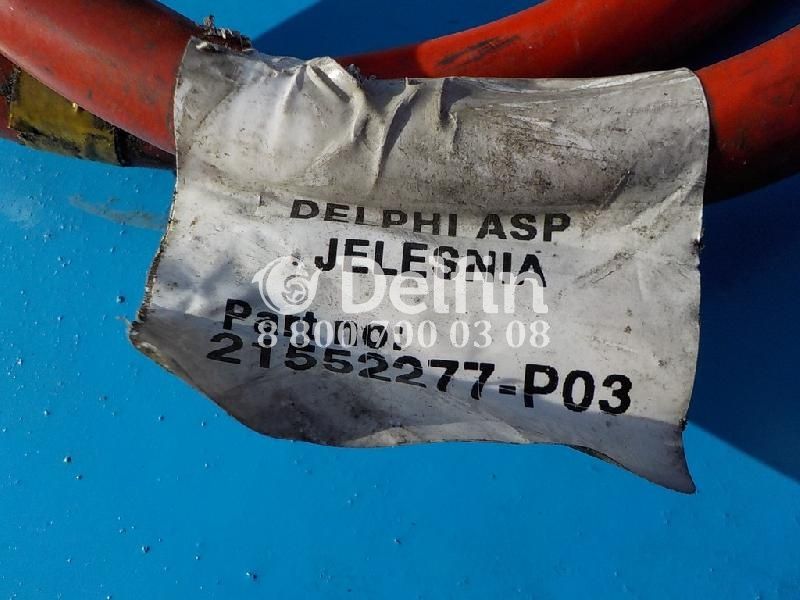 DELPHI ASP
JELESNIA
Delfin
Part no:
8 800 700 03 08
21552277-P03